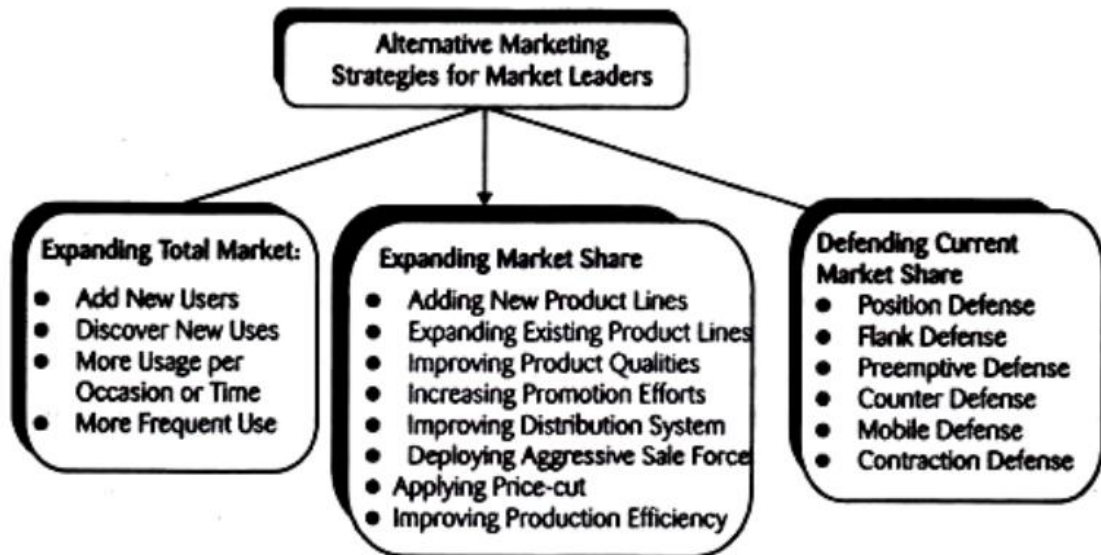 Alternative Marketing
Strategies for Market Leaders
Expanding Total Market:
● Add New Users
● Discover New Uses
● More Usage per
Occasion or Time
● More Frequent Use
Expanding Market Share
● Adding New Product Lines
● Expanding Existing Product Lines
● Improving Product Qualities
● Increasing Promotion Efforts
● Improving Distribution System
● Deploying Aggressive Sale Force
● Applying Price-cut
● Improving Production Efficiency
Defending Current
Market Share
● Position Defense
● Flank Defense
● Preemptive Defense
● Counter Defense
● Mobile Defense
● Contraction Defense